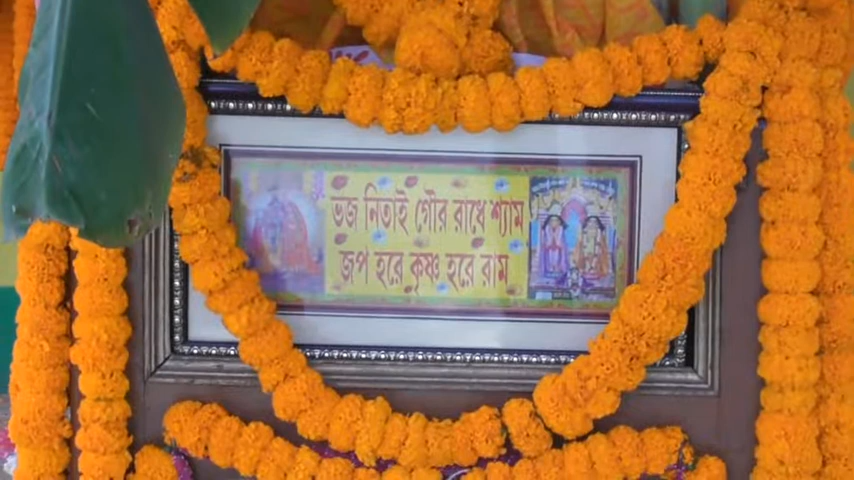 ভজ নিতাই গৌর রাধে শ্যাম
জপ হরে কৃষ্ণ হরে রাম